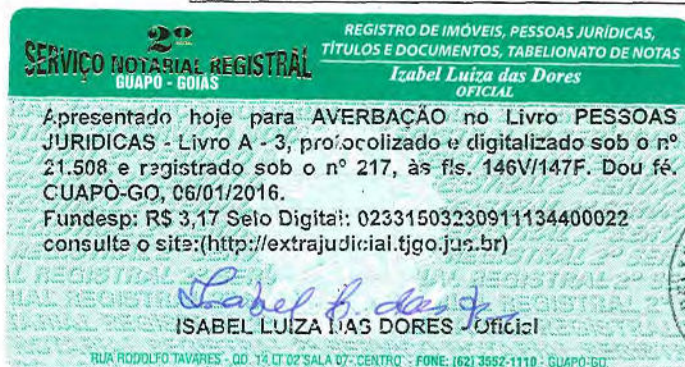 2º
SERVIÇO NOTARIAL REGISTRAL
GUAPO - GOIÁS
REGISTRO DE IMÓVEIS, PESSOAS JURÍDICAS,
TÍTULOS E DOCUMENTOS, TABELIONATO DE NOTAS
Izabel Luiza das Dores
OFICIAL
Apresentado hoje para AVERBAÇÃO no Livro PESSOAS
JURIDICAS - Livro A - 3, protocolizado e digitalizado sob o nº
21.508 e registrado sob o nº 217, às fls. 146V/147F. Dou fé.
GUAPÓ-GO, 06/01/2016.
Fundesp: R$ 3,17 Selo Digital: 02331503230911134400022
consulte o site:(http://extrajudicial.tjgo.jus.br)
ISABEL LUIZA DAS DORES - Oficial
RUA RODOLFO TAVARES - QD. 14 LT 02 SALA 07- CENTRO - FONE: (62) 3552-1110 - GUAPÓ-GO